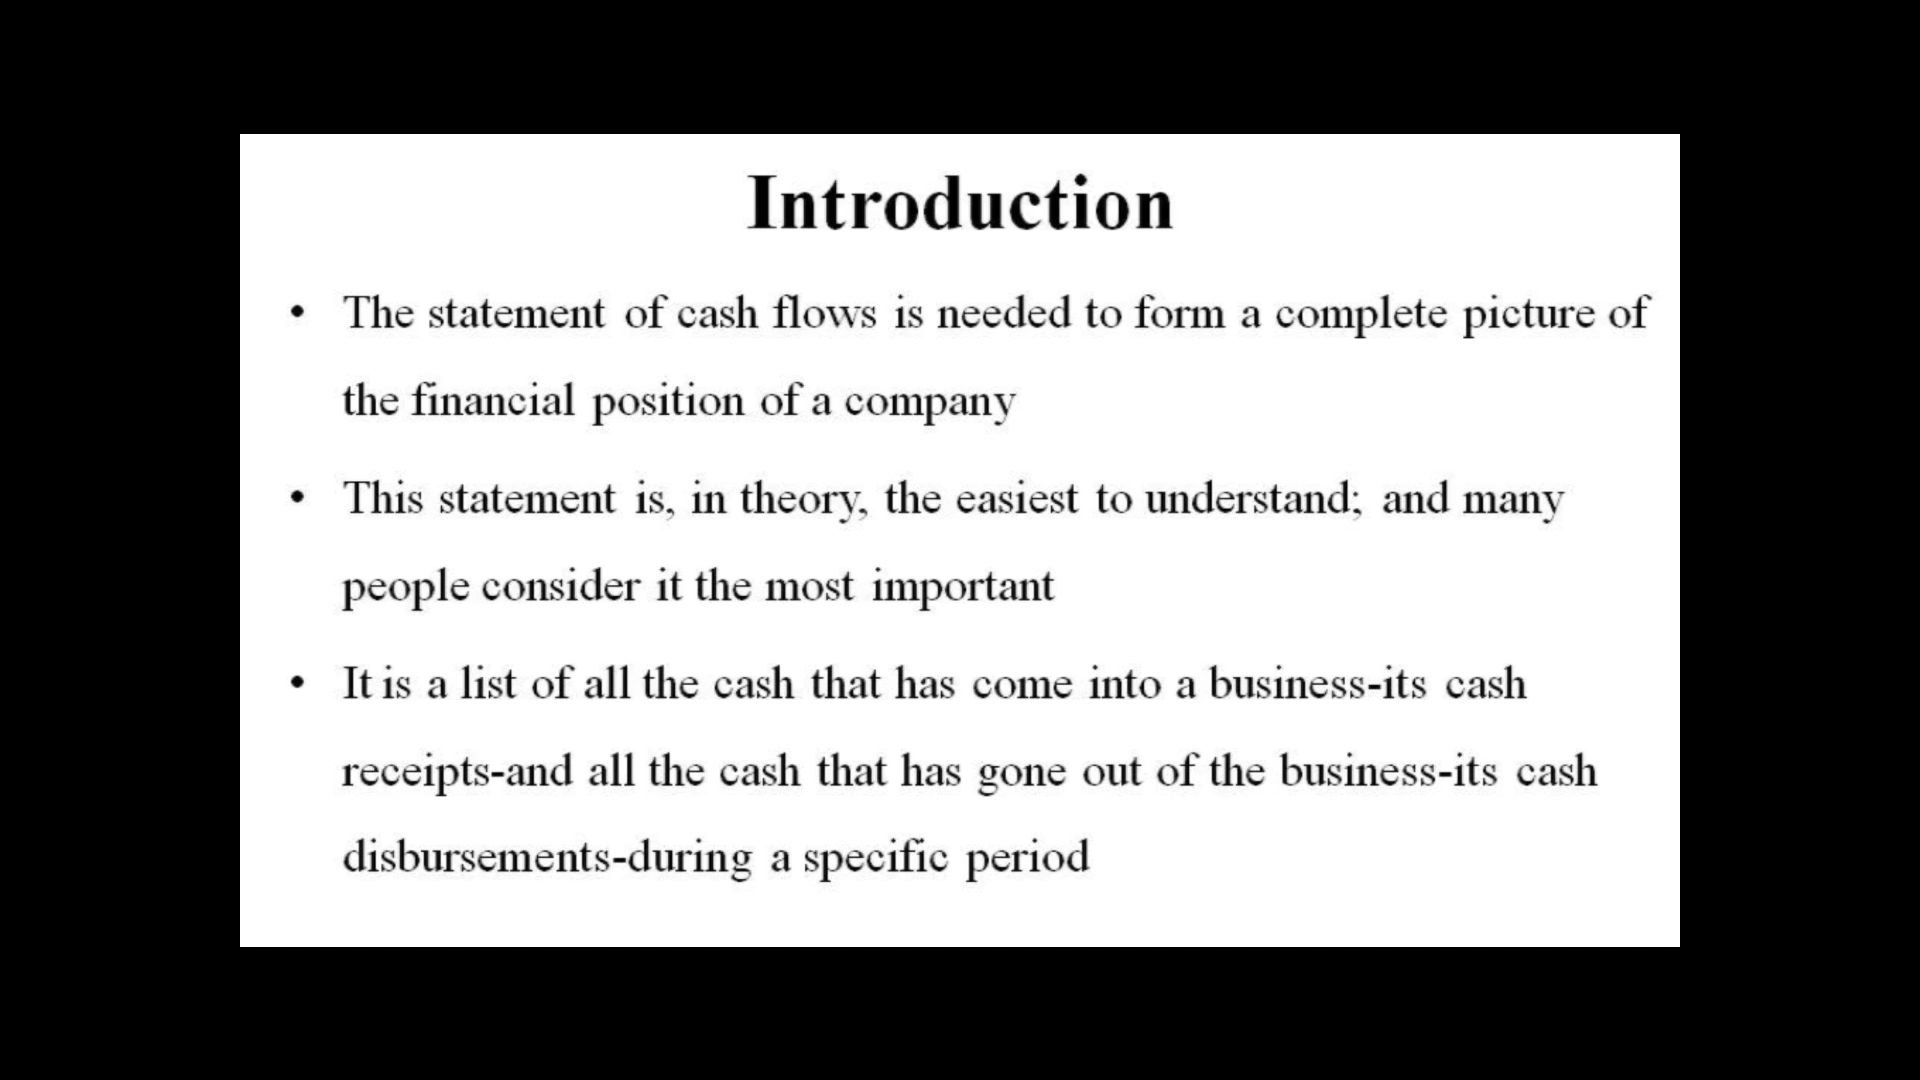 Introduction
• The statement of cash flows is needed to form a complete picture of
the financial position of a company
• This statement is, in theory, the easiest to understand; and many
people consider it the most important
• It is a list of all the cash that has come into a business-its cash
receipts-and all the cash that has gone out of the business-its cash
disbursements-during a specific period